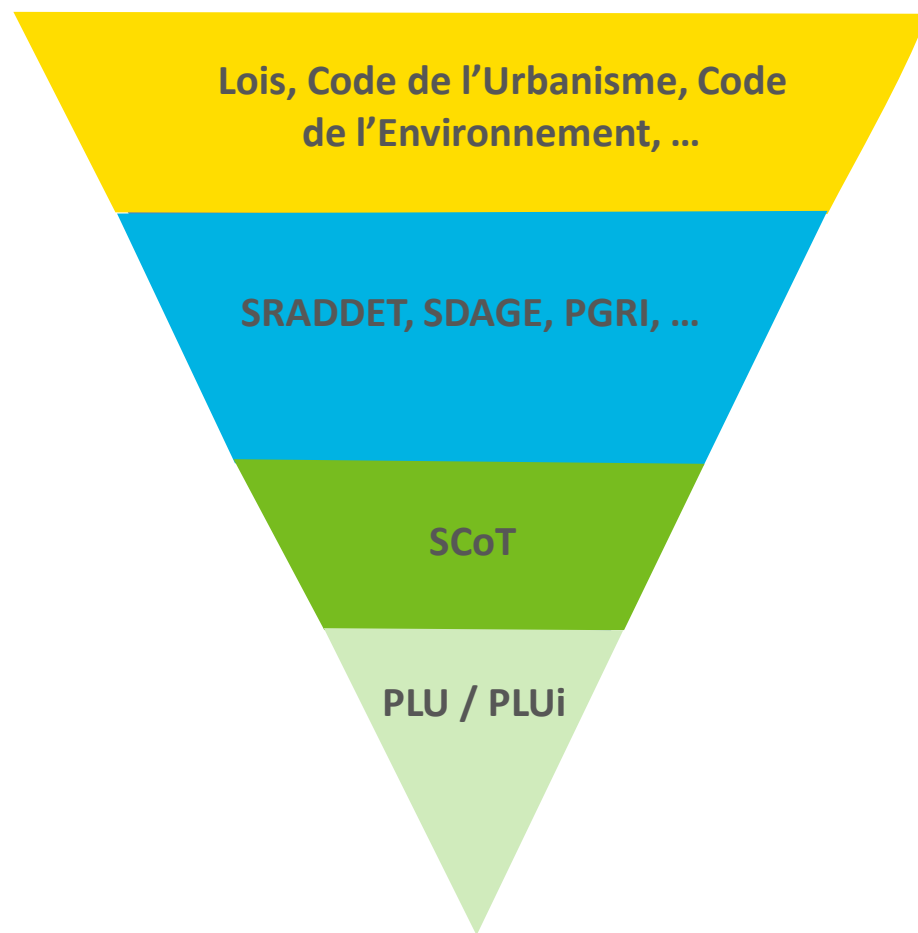 Lois, Code de l’Urbanisme, Code
de l’Environnement, …
SRADDET, SDAGE, PGRI, …
SCoT
PLU / PLUi